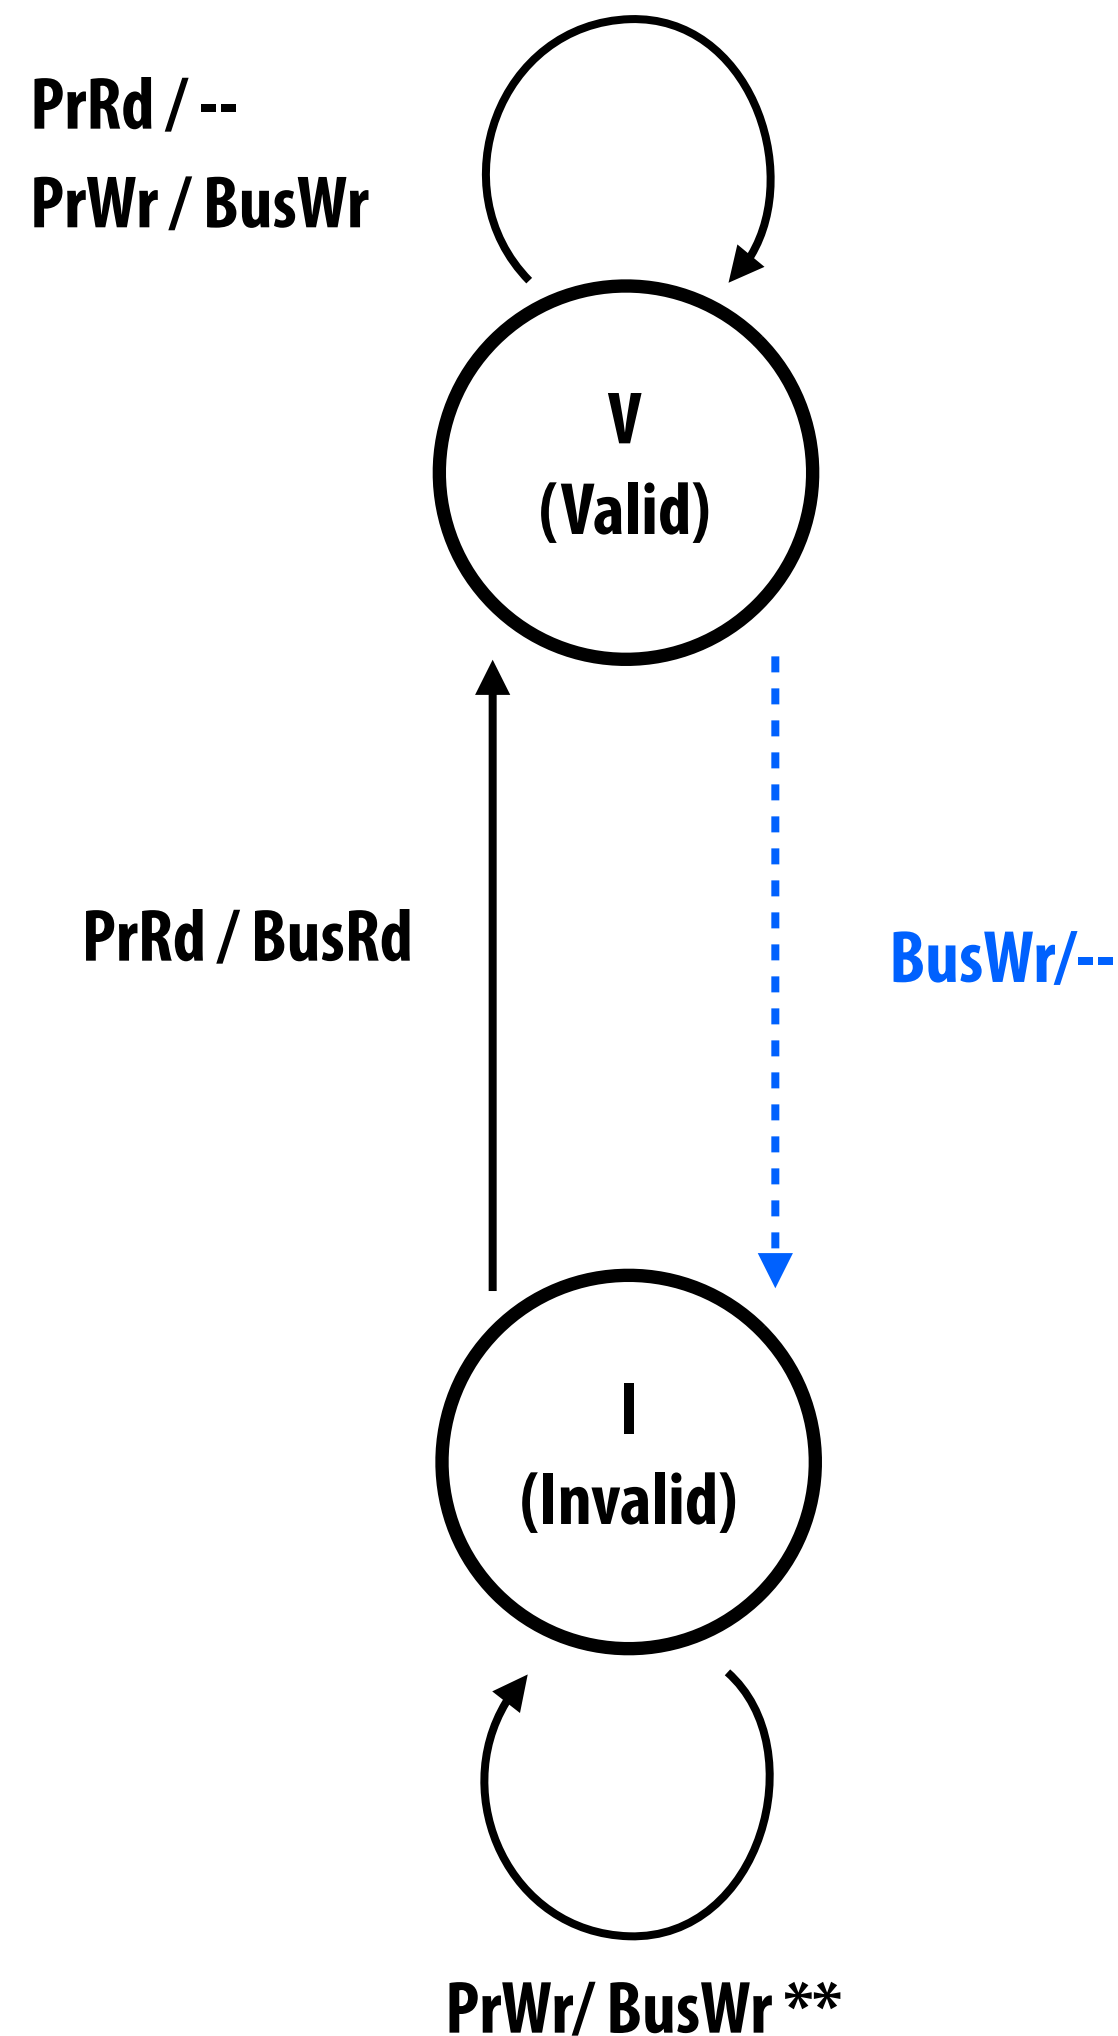 PrRd / --
PrWr / BusWr
V
(Valid)
PrRd / BusRd
BusWr/--
I
(Invalid)
PrWr/ BusWr **